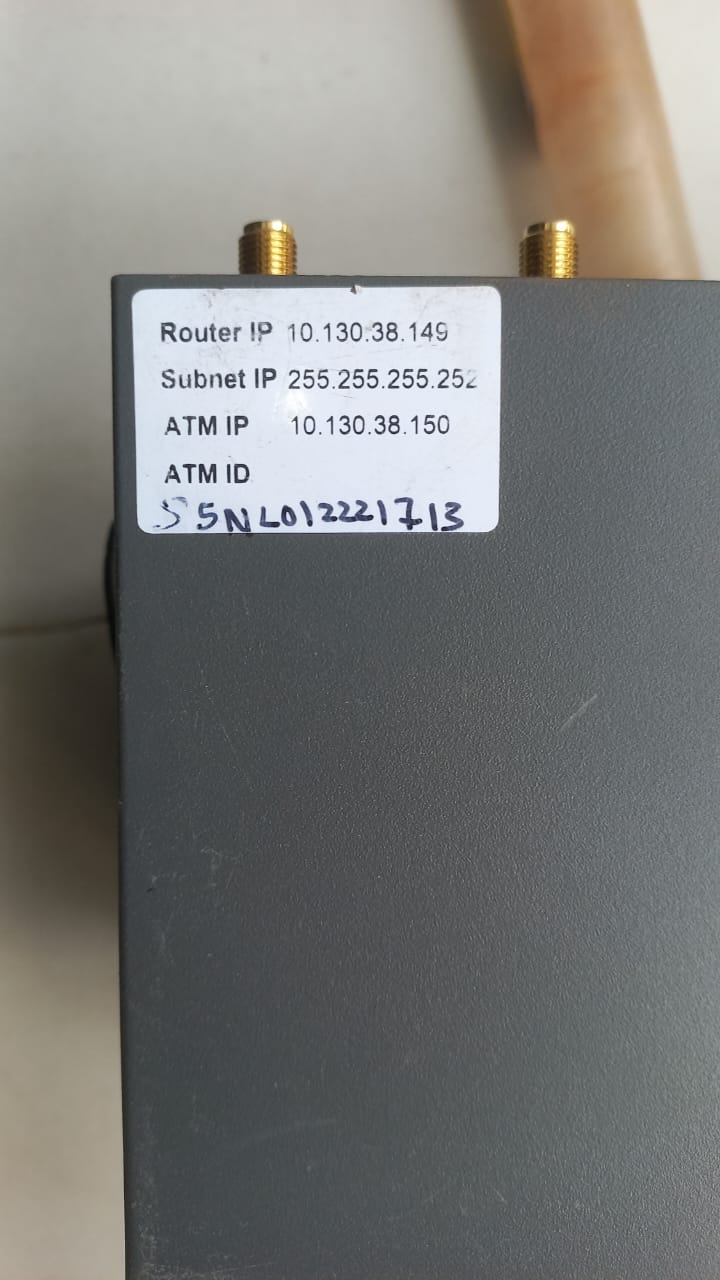 Router IP 10.130.38.149
Subnet IP 255.255.255.252
ATM IP 10.130.38.150
ATM ID
S5NL012221713